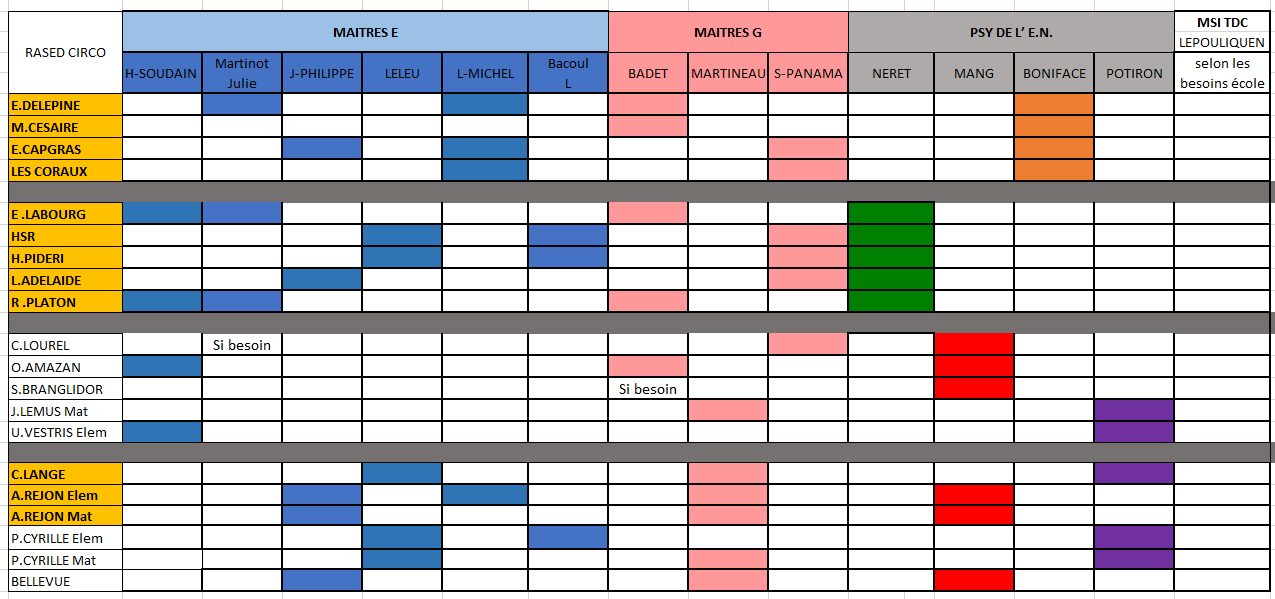 RASED CIRCO
MAITRES E
MAITRES G
PSY DE L’ E.N.
MSI TDC
LEPOULIQUEN
selon les
besoins école
H-SOUDAIN
Martinot
Julie
J-PHILIPPE
LELEU
L-MICHEL
Bacoul
L
BADET
MARTINEAU
S-PANAMA
NERET
MANG
BONIFACE
POTIRON
E.DELEPINE
M.CESAIRE
E.CAPGRAS
LES CORAUX
E .LABOURG
HSR
H.PIDERI
L.ADELAIDE
R .PLATON
C.LOUREL
Si besoin
O.AMAZAN
S.BRANGLIDOR
Si besoin
J.LEMUS Mat
U.VESTRIS Elem
C.LANGE
A.REJON Elem
A.REJON Mat
P.CYRILLE Elem
P.CYRILLE Mat
BELLEVUE